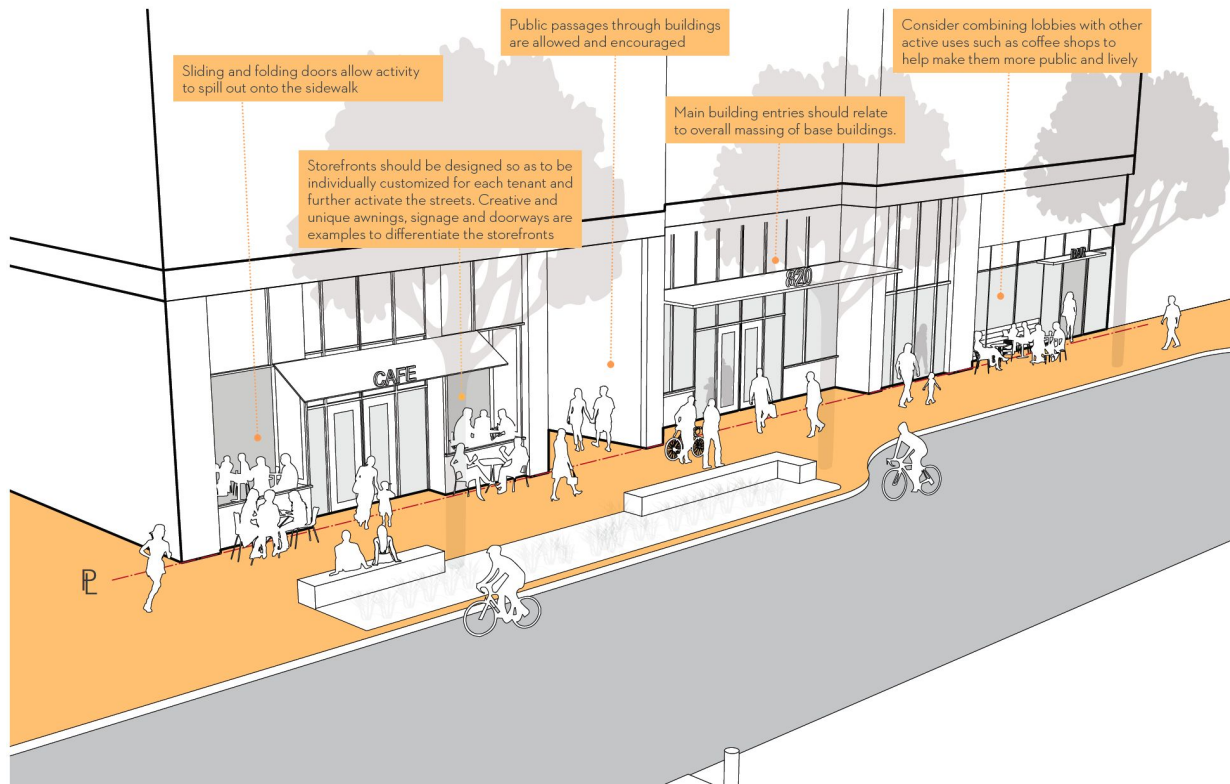 Public passages through buildings
are allowed and encouraged
Consider combining lobbies with other
active uses such as coffee shops to
help make them more public and lively
Sliding and folding doors allow activity
to spill out onto the sidewalk
Main building entries should relate
to overall massing of base buildings.
Storefronts should be designed so as to be
individually customized for each tenant and
further activate the streets. Creative and
unique awnings, signage and doorways are
examples to differentiate the storefronts
BAR
820
CAFE
PL